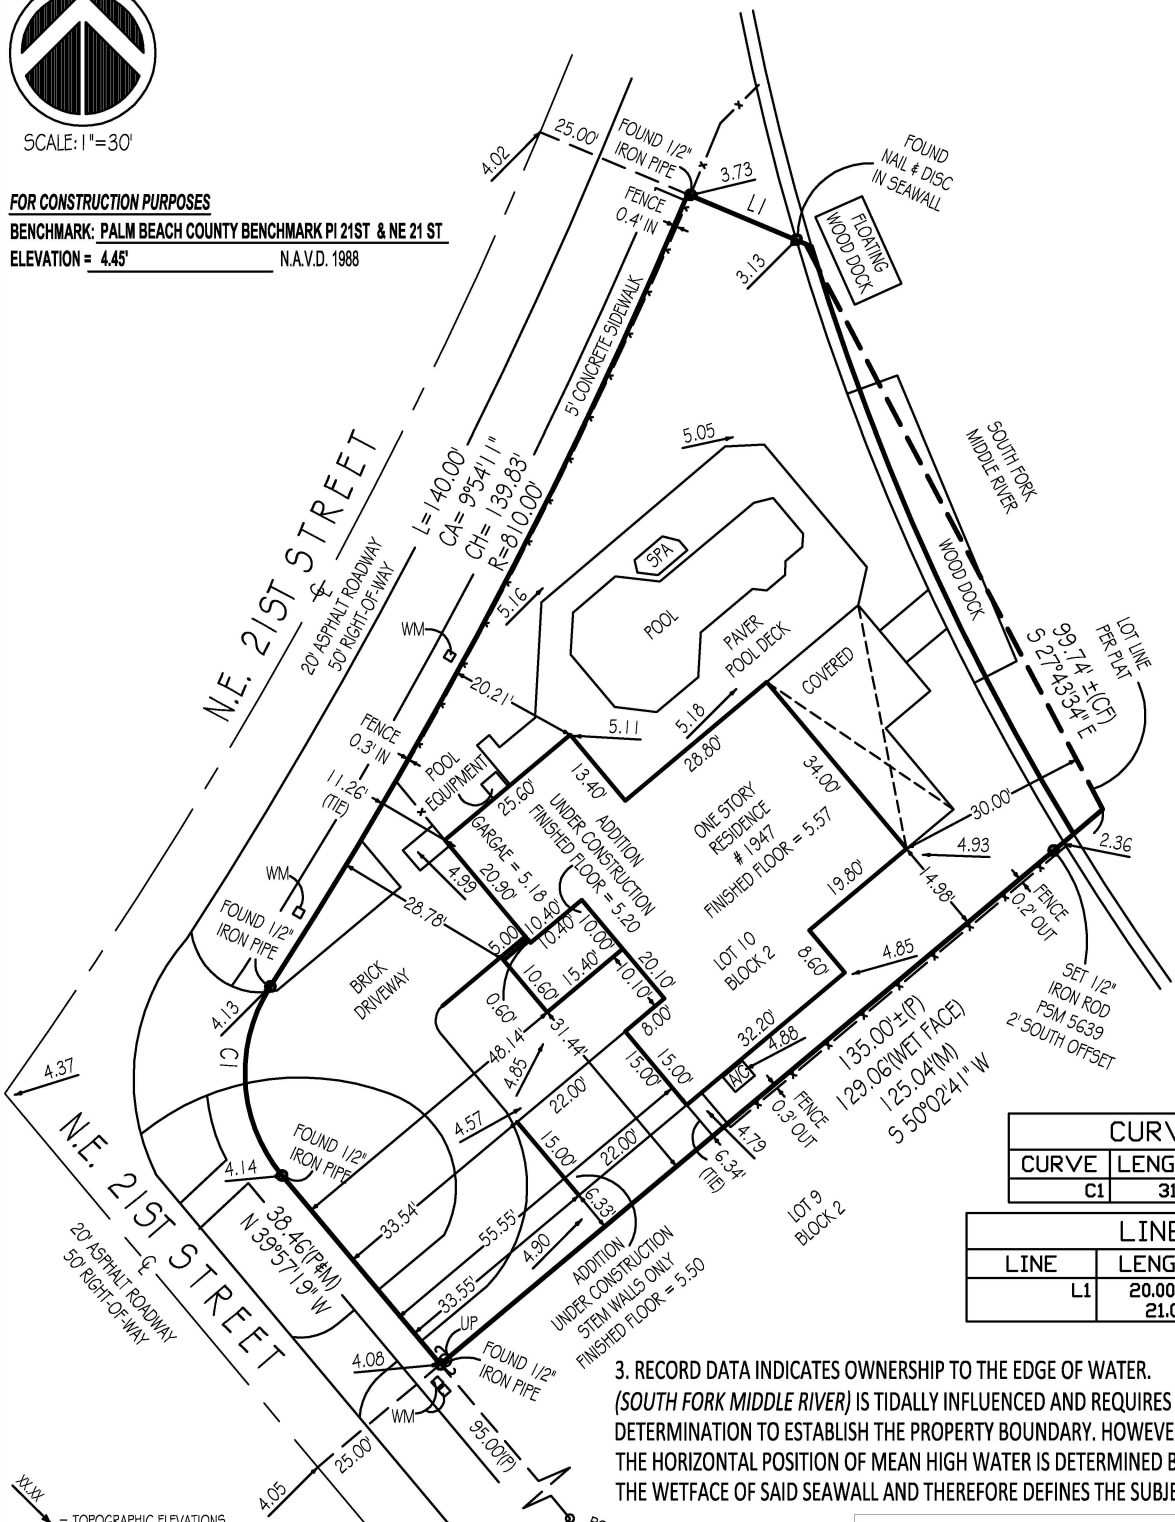 SCALE:1"=30'
FOR CONSTRUCTION PURPOSES
BENCHMARK: PALM BEACH COUNTY BENCHMARK PI 21ST & NE 21 ST
ELEVATION = 4.45' N.A.V.D. 1988
4.02
25.00'
FOUND 1/2"
IRON PIPE
3.73
L1
FENCE
0.4' IN
FOUND
NAIL & DISC
IN SEAWALL
FLOATING
WOOD DOCK
3.13
5' CONCRETE SIDEWALK
L=140.00'
CA= 9°54'11"
CH= 139.83'
R=810.00'
N.E. 21ST STREET
20' ASPHALT ROADWAY
50' RIGHT-OF-WAY
5.05
SOUTH FORK
MIDDLE RIVER
SPA
POOL
PAVER
POOL DECK
WOOD DOCK
5.16
WM
COVERED
LOT LINE
PER PLAT
99.74' ±(CF)
S 27°43'34" E
20.21'
5.11
5.18
FENCE
0.3' IN
POOL
EQUIPMENT
11.26'
(TIE)
25.60'
13.40'
28.80'
34.00'
30.00'
GARGAE = 5.18
ADDITION
UNDER CONSTRUCTION
FINISHED FLOOR = 5.20
ONE STORY
RESIDENCE
# 1947
FINISHED FLOOR = 5.57
4.93
2.36
4.99
20.90'
19.80'
14.98'
WM
28.78'
FENCE
0.2' OUT
FOUND 1/2"
IRON PIPE
5.00'
10.40'
10.40'
10.00'
LOT 10
BLOCK 2
8.60'
4.85
BRICK
DRIVEWAY
10.60'
15.40'
10.10'
20.10'
0.60'
SET 1/2"
IRON ROD
PSM 5639
2' SOUTH OFFSET
4.13
C1
48.14'
31.44'
8.00'
32.20'
4.88
4.37
4.85
22.00'
15.00'
15.00'
A/C
135.00'±(P)
129.06'(WET FACE)
125.04'(M)
S 50°02'41" W
FENCE
0.3' OUT
4.57
4.79
N.E. 21ST STREET
FOUND 1/2"
IRON PIPE
15.00'
22.00'
6.34'
(TIE)
4.14
CURV
CURVE LENG
C1 31
38.46'(P&M)
N 39°57'19" W
33.54'
6.33'
LOT 9
BLOCK 2
55.55'
4.90
LINE
LINE LENG
L1 20.00
21.0
20' ASPHALT ROADWAY
50' RIGHT-OF-WAY
33.55'
ADDITION
UNDER CONSTRUCTION
STEM WALLS ONLY
FINISHED FLOOR = 5.50
UP
4.08
FOUND 1/2"
IRON PIPE
WM
95.00'(P)
25.00'
4.05
3. RECORD DATA INDICATES OWNERSHIP TO THE EDGE OF WATER.
(SOUTH FORK MIDDLE RIVER) IS TIDALLY INFLUENCED AND REQUIRES
DETERMINATION TO ESTABLISH THE PROPERTY BOUNDARY. HOWEVE
THE HORIZONTAL POSITION OF MEAN HIGH WATER IS DETERMINED B
THE WETFACE OF SAID SEAWALL AND THEREFORE DEFINES THE SUBJE
XX.XX
= TOPOGRAPHIC ELEVATIONS